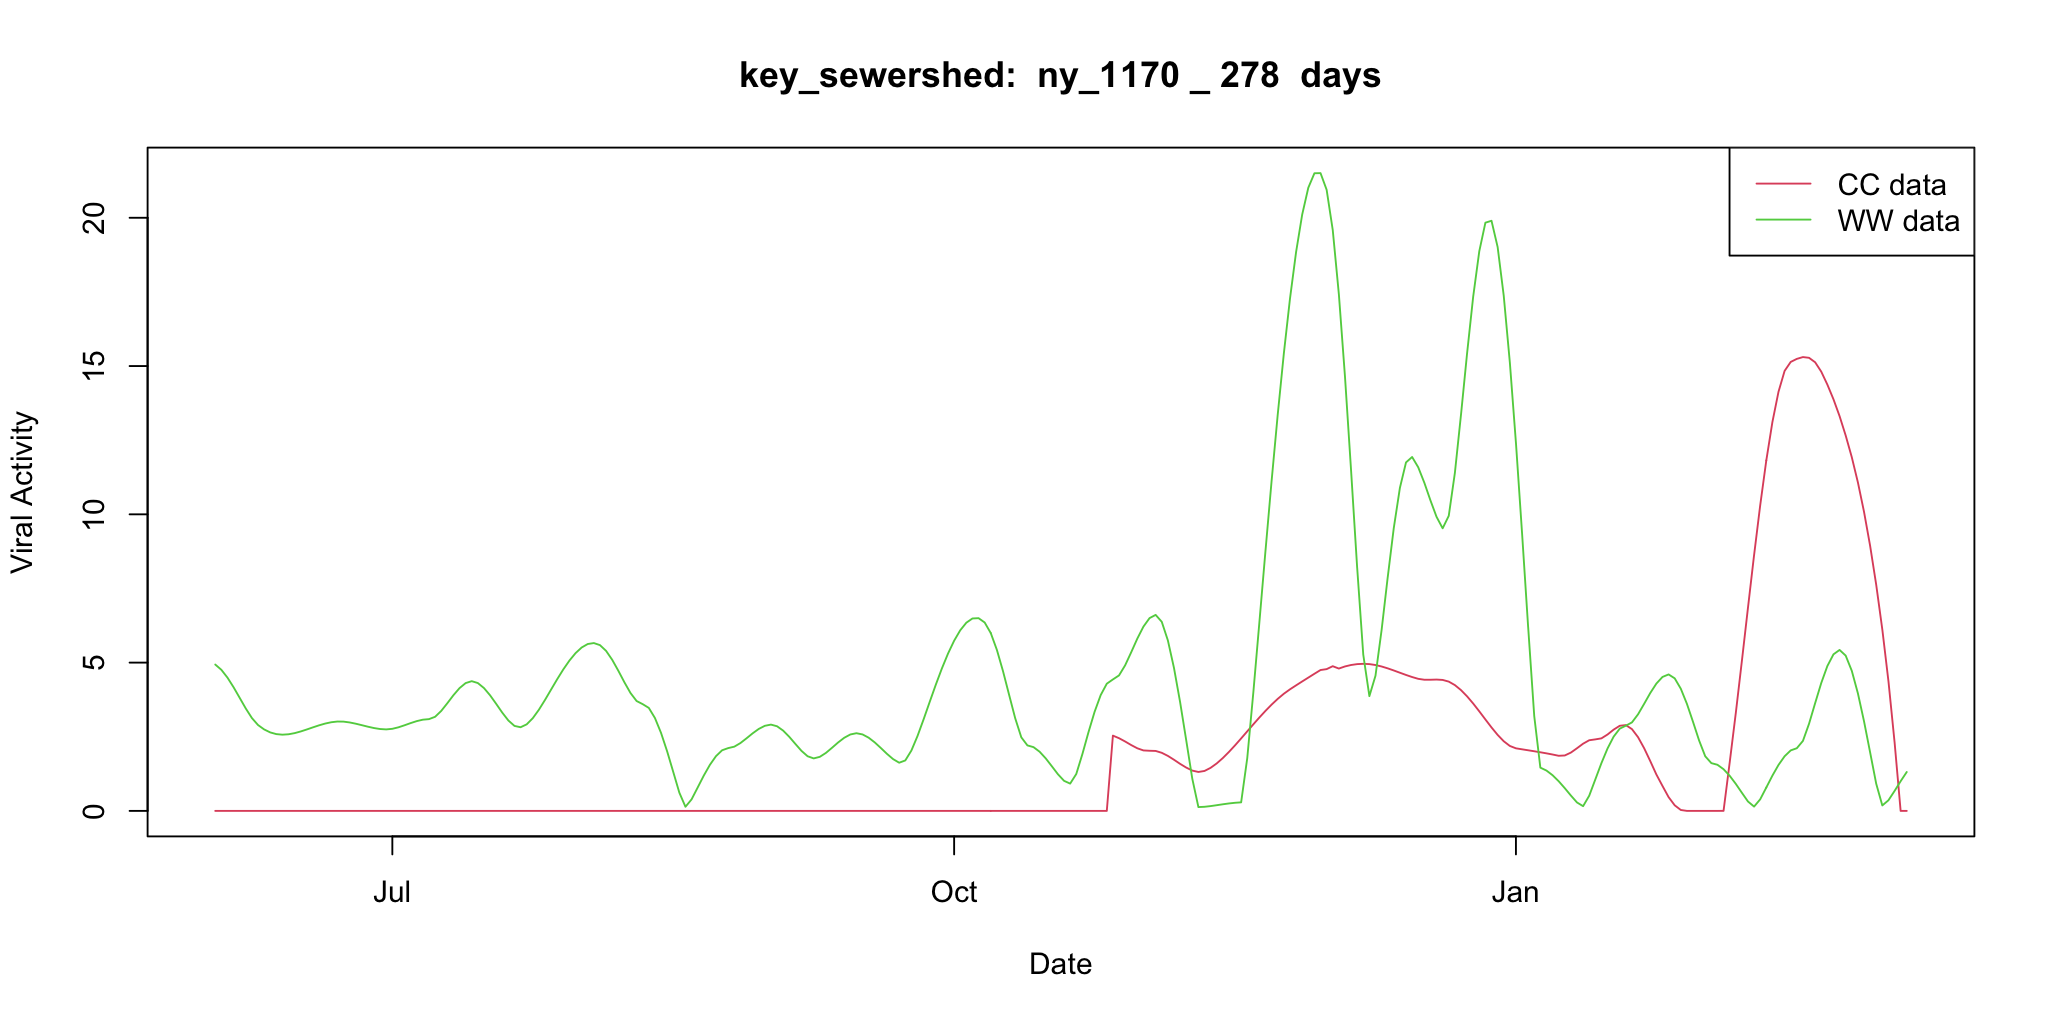 key_sewershed:  ny_1170 _ 278  days
CC data
WW data
Viral Activity
20
15
10
5
0
Jul
Oct
Jan
Date